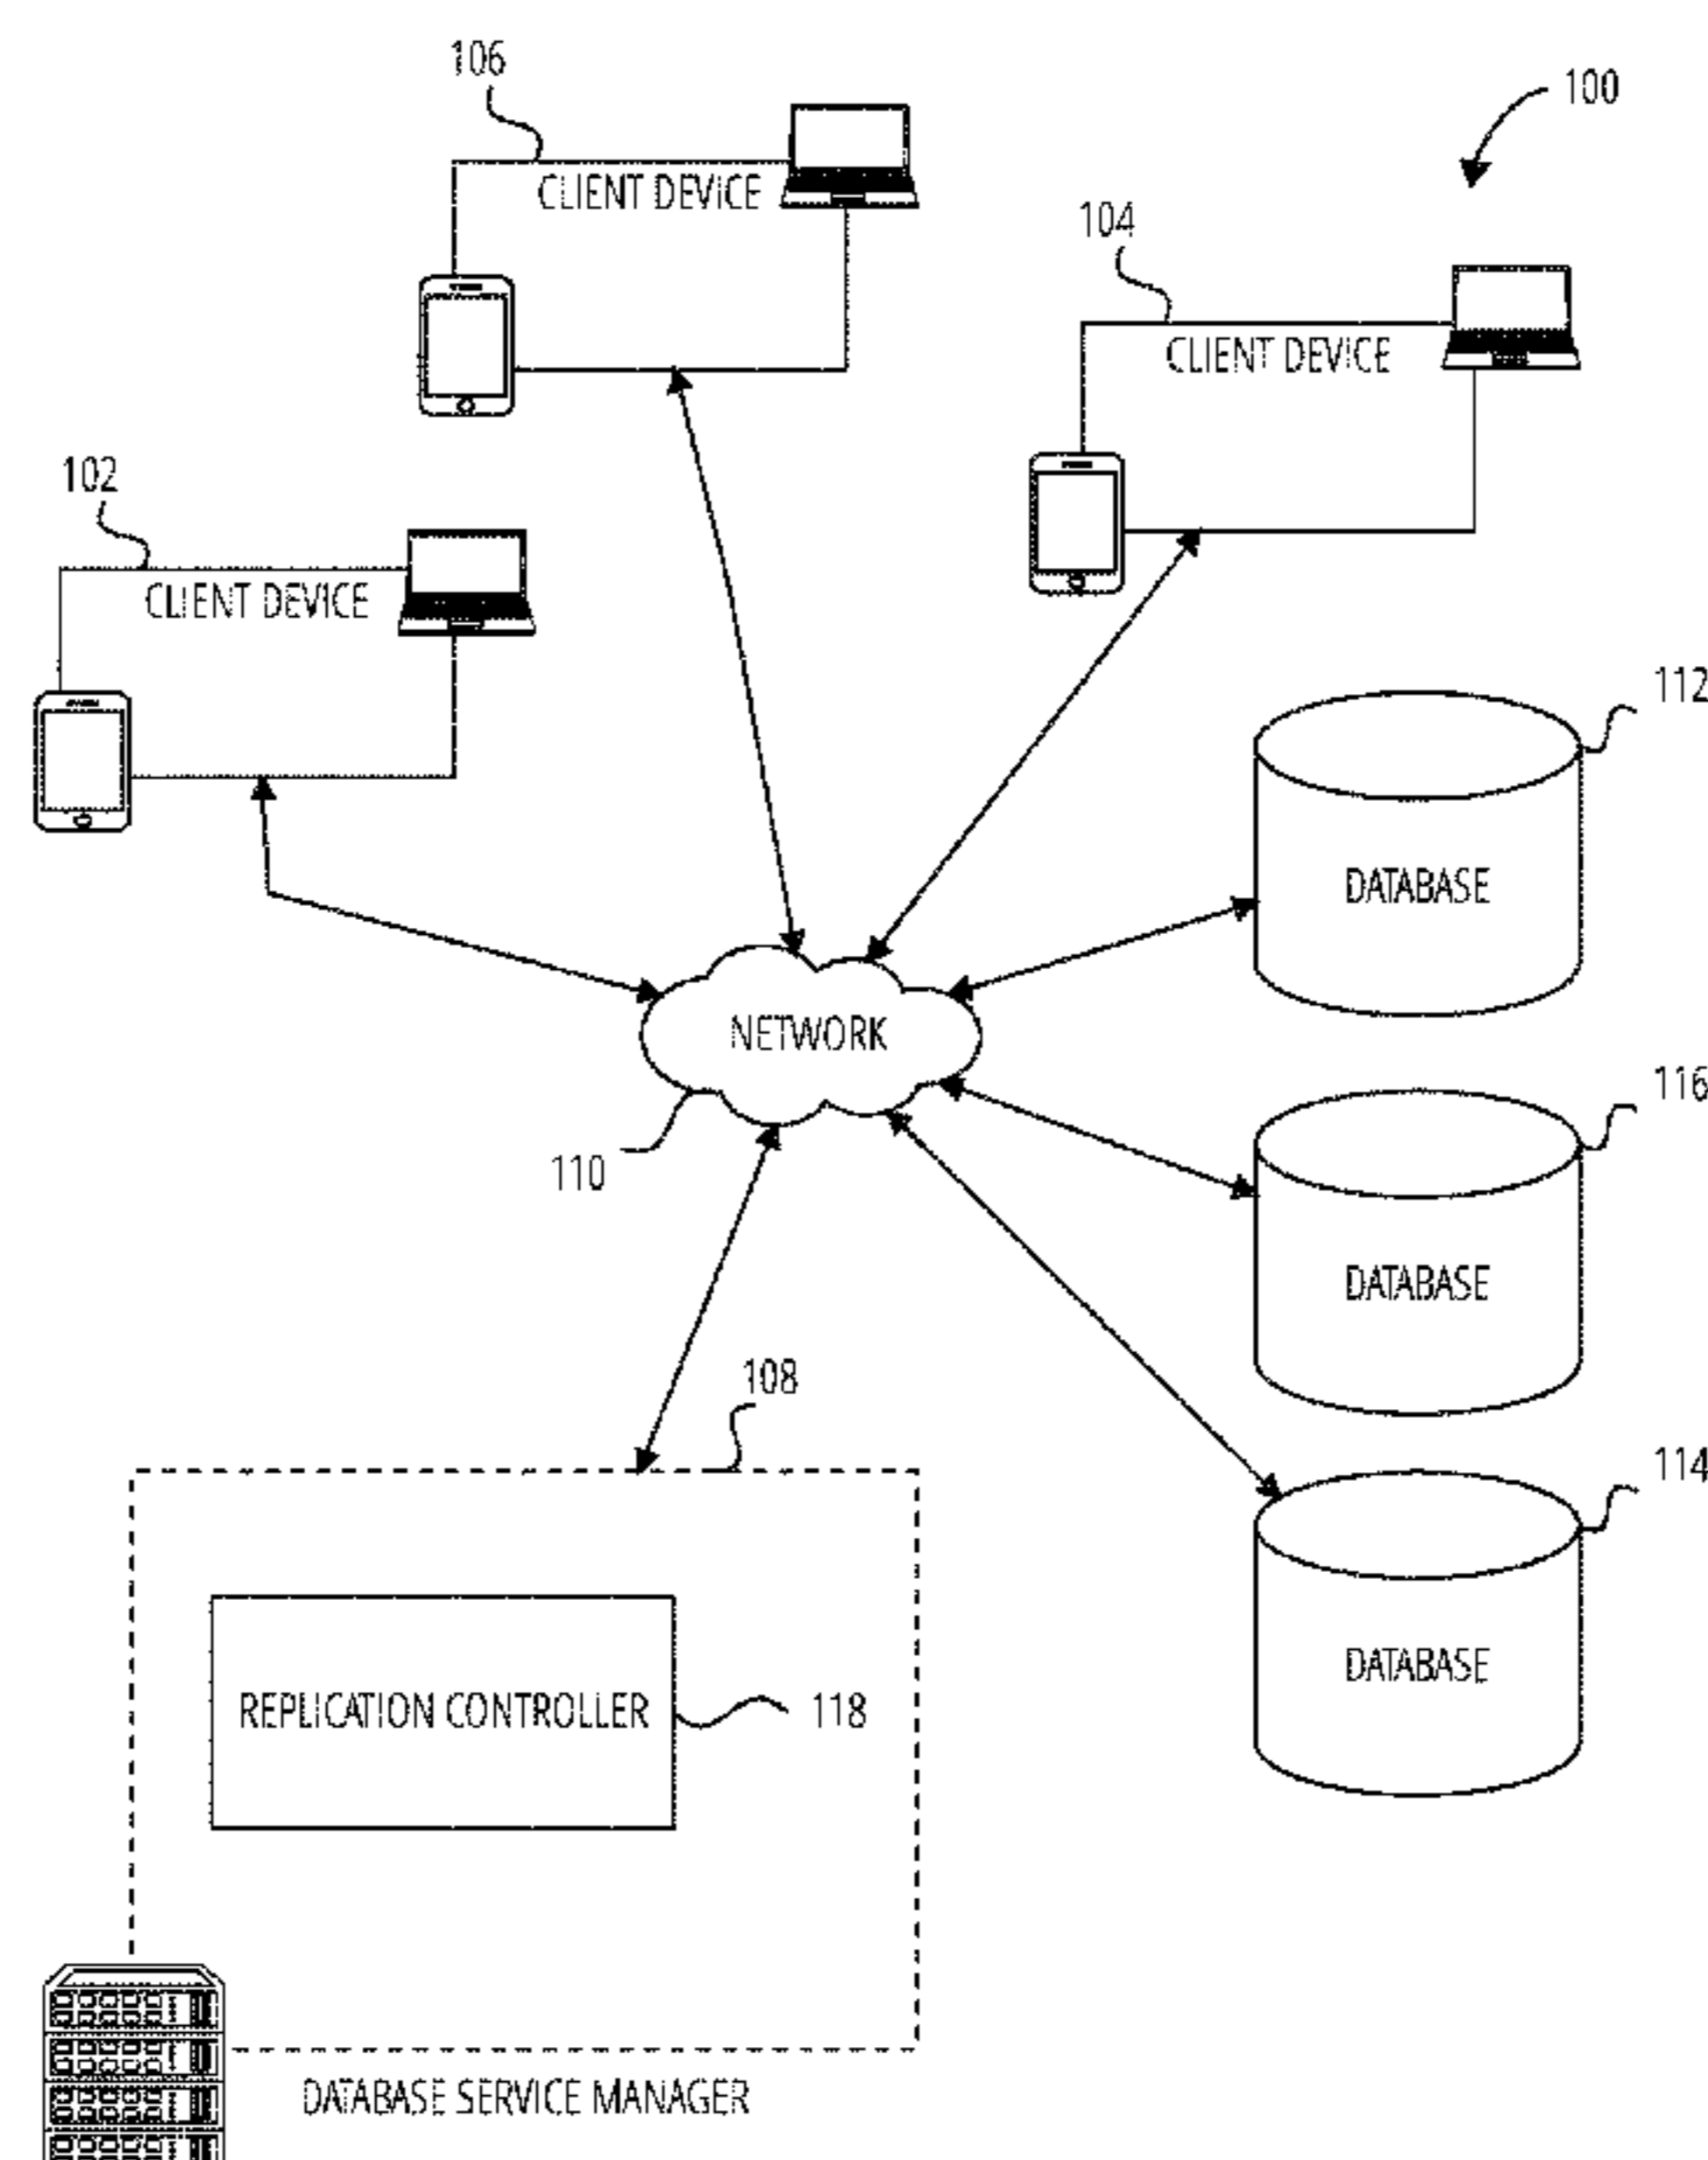 106
100
CLIENT DEVICE
104
CLIENT DEVICE
102
CLIENT DEVICE
112
DATABASE
NETWORK
116
110
DATABASE
108
114
DATABASE
REPLICATION CONTROLLER
118
DATABASE SERVICE MANAGER